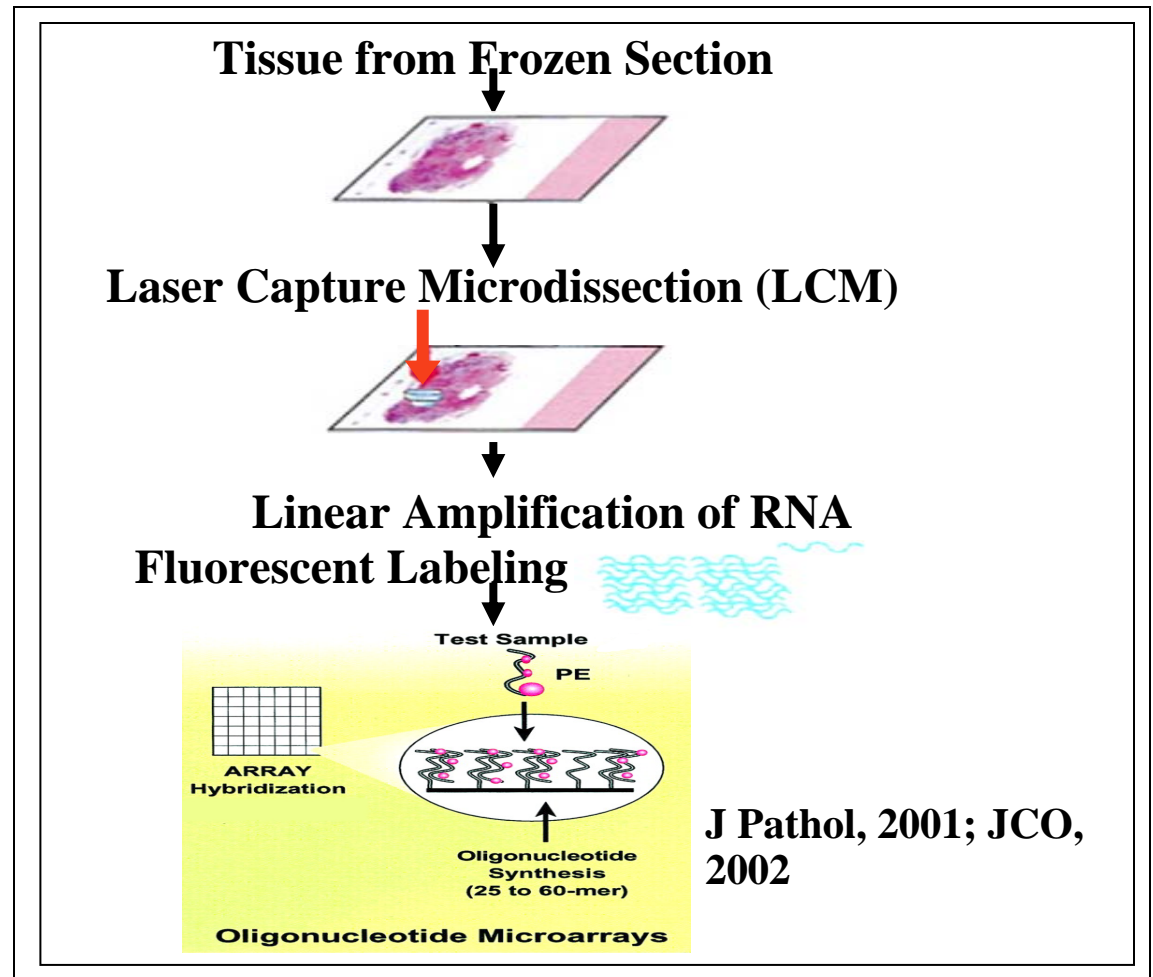 Tissue from Frozen Section
Laser Capture Microdissection (LCM)
Linear Amplification of RNA
Fluorescent Labeling
Test Sample
PE
ARRAY
Hybridization
Oligonucleotide
Synthesis
(25 to 60-mer)
J Pathol, 2001; JCO,
2002
Oligonucleotide Microarrays